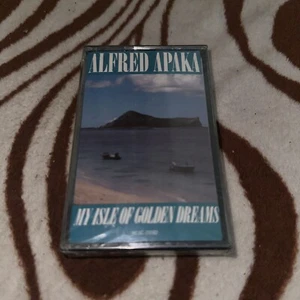 ALFRED APAKA
MY ISLE OF GOLDEN DREAMS